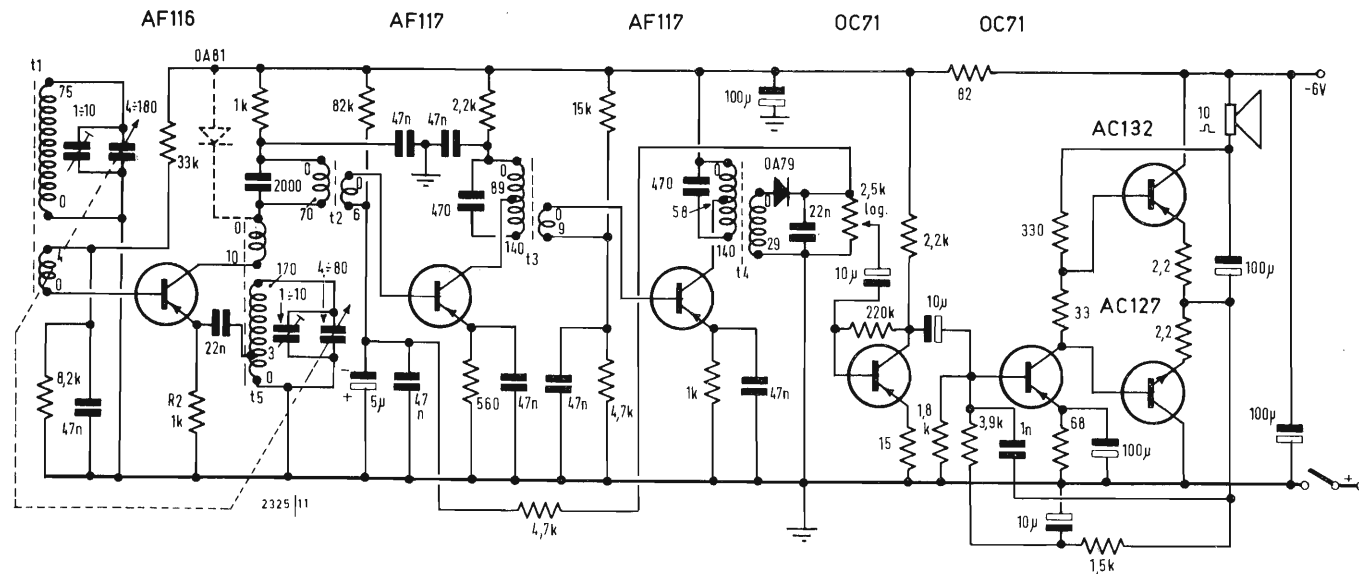 AF116
AF117
AF117
OC71
OC71
t1
75
1÷10
4÷180
0
33k
OA81
1k
82k
2,2k
15k
100µ
82
-6V
10
AC132
47n
47n
2000
0
70
t2
0
6
470
0
89
140
t3
0
9
470
0
58
140
t4
0
29
OA79
22n
2,5k
log.
2,2k
330
100µ
4
0
0
10
170
1÷10
4÷80
3
0
t5
22n
10µ
220k
10µ
33
2,2
AC127
2,2
8,2k
47n
R2
1k
-
+
5µ
47
n
560
47n
47n
4,7k
1k
47n
15
1,8
k
3,9k
1n
68
100µ
100µ
+
2325|11
4,7k
10µ
1,5k